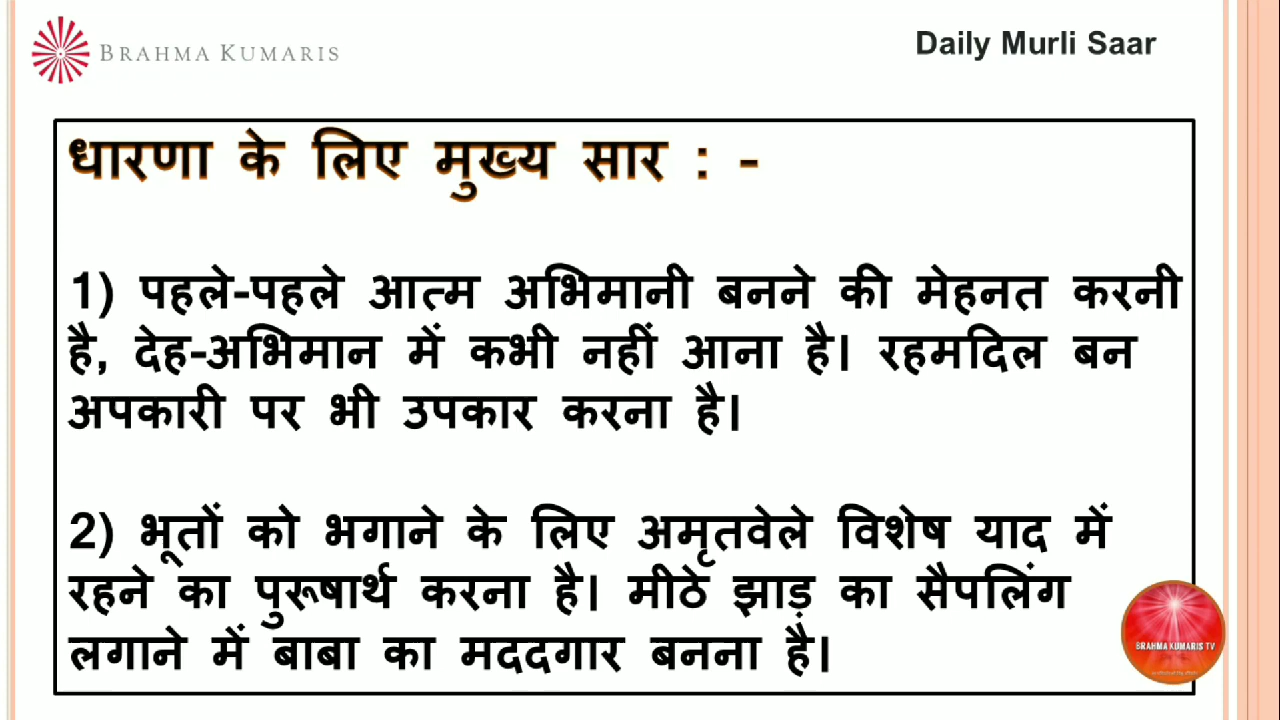 BRAHMA KUMARIS
Daily Murli Saar
धारणा के लिए मुख्य सार : -
1) पहले-पहले आत्म अभिमानी बनने की मेहनत करनी
है, देह-अभिमान में कभी नहीं आना है। रहमदिल बन
अपकारी पर भी उपकार करना है।
2) भूतों को भगाने के लिए अमृतवेले विशेष याद में
रहने का पुरूषार्थ करना है। मीठे झाड़ का सैपलिंग
लगाने में बाबा का मददगार बनना है।
BRAHMA KUMARIS TV